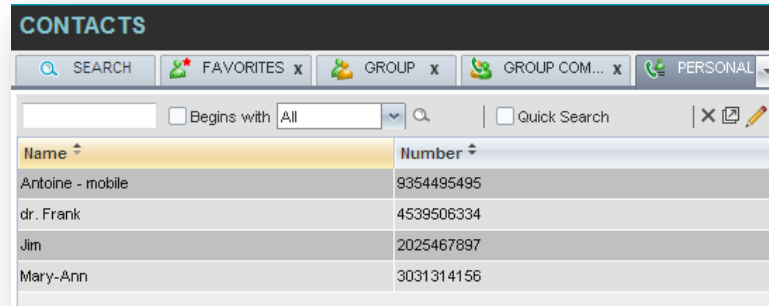 CONTACTS
SEARCH FAVORITES x GROUP x GROUP COM... x PERSONAL
Begins with All Quick Search
Name Number
Antoine - mobile 9354495495
dr. Frank 4539506334
Jim 2025467897
Mary-Ann 3031314156